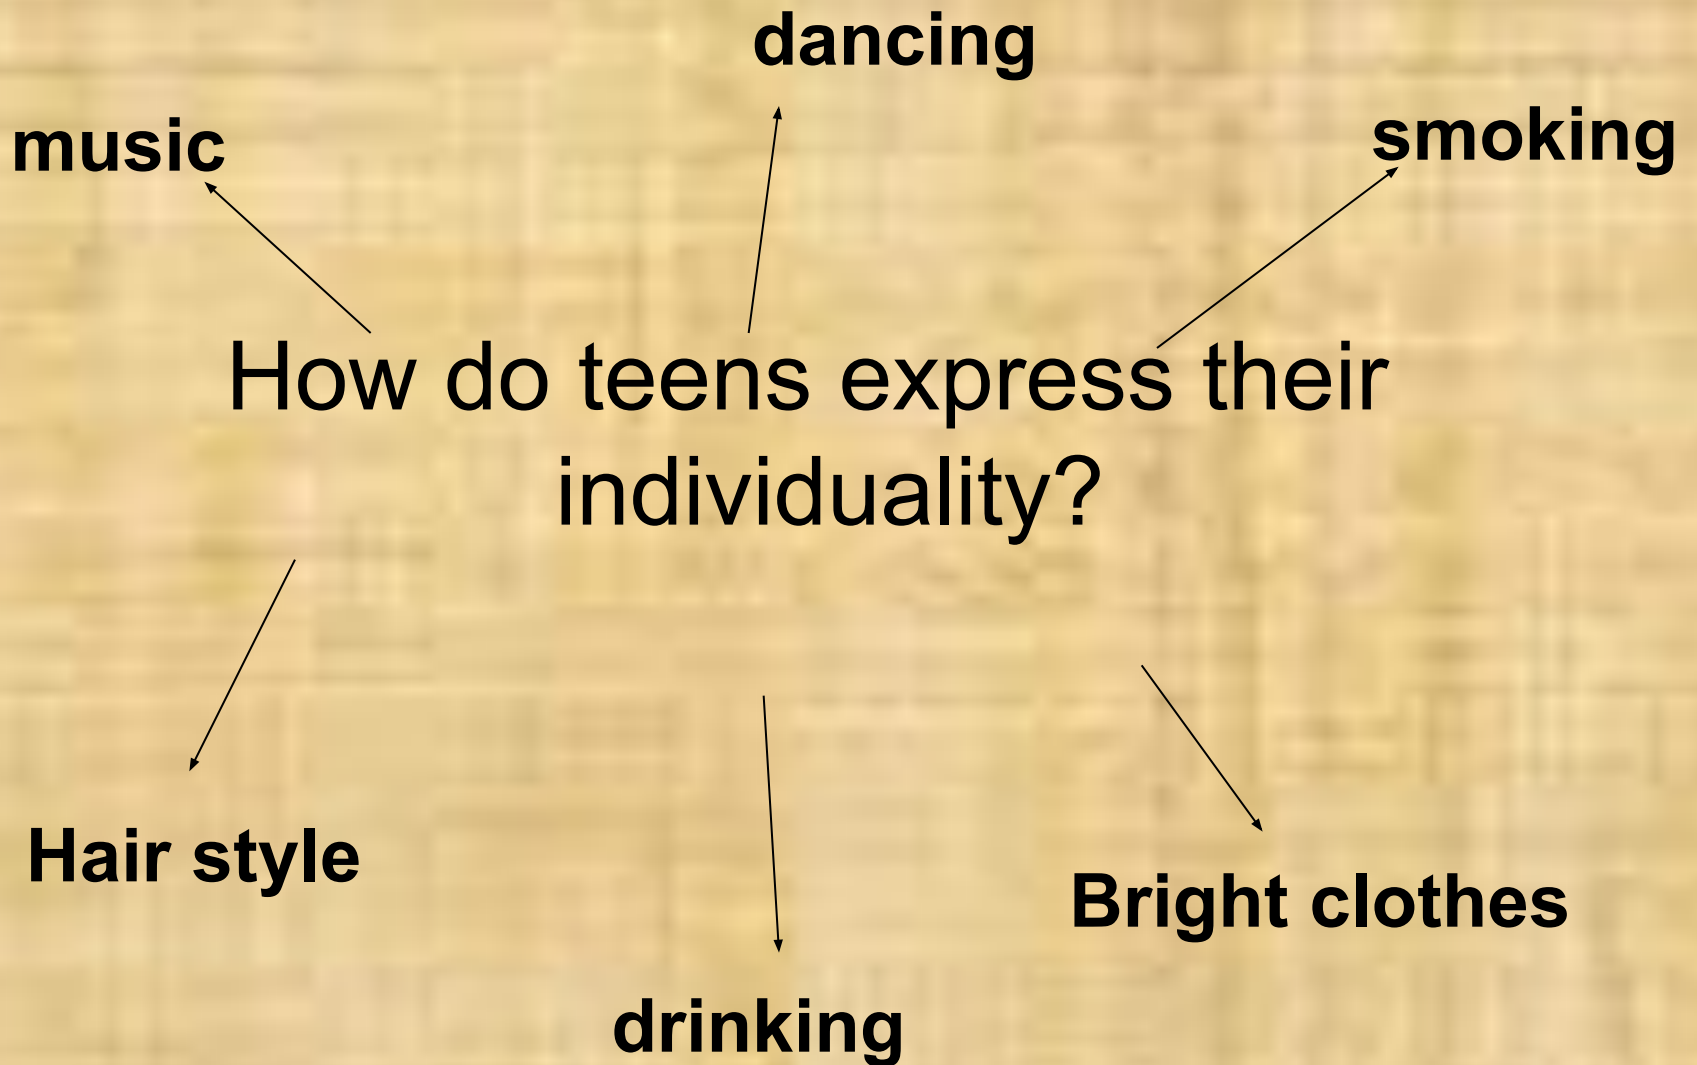 dancing
music
smoking
How do teens express their
individuality?
Hair style
Bright clothes
drinking